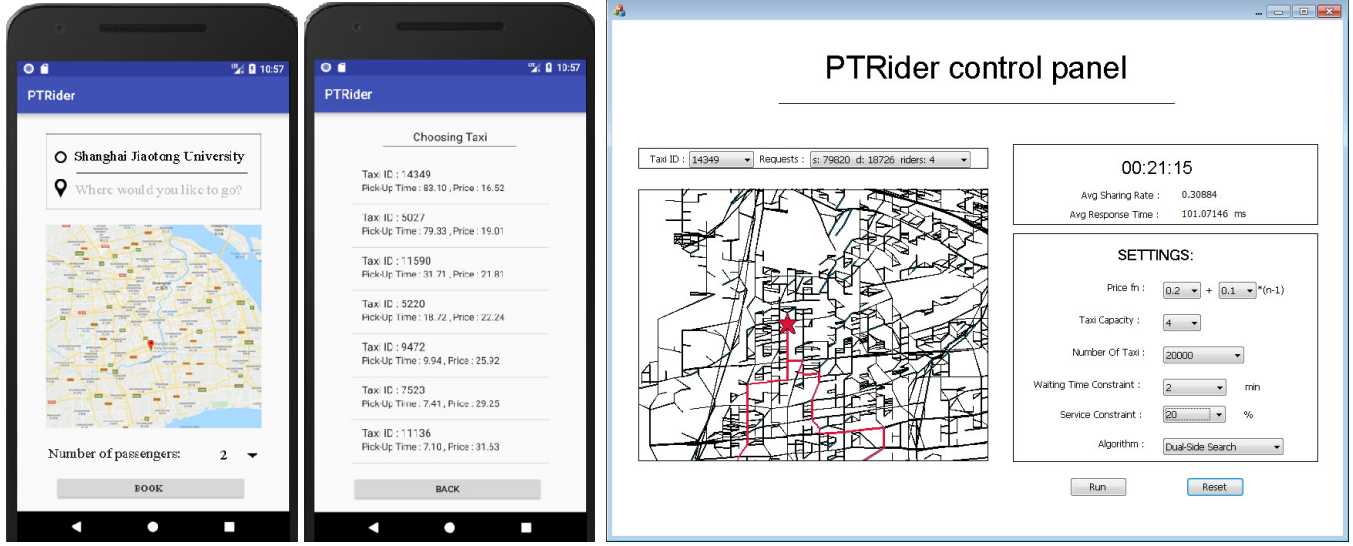 10:57
PTRider
Shanghai Jiaotong University
Where would you like to go?
Shanghai
Number of passengers: 2
BOOK
10:57
PTRider
Choosing Taxi
Taxi ID : 14349
Pick-Up Time : 83.10 , Price : 16.52
Taxi ID : 5027
Pick-Up Time : 79.33 , Price : 19.01
Taxi ID : 11590
Pick-Up Time : 31.71 , Price : 21.81
Taxi ID : 5220
Pick-Up Time : 18.72 , Price : 22.24
Taxi ID : 9472
Pick-Up Time : 9.94 , Price : 25.92
Taxi ID : 7523
Pick-Up Time : 7.41 , Price : 29.25
Taxi ID : 11136
Pick-Up Time : 7.10 , Price : 31.53
BACK
PTRider control panel
Taxi ID : 14349 Requests : s: 79820 d: 18726 riders: 4
00:21:15
Avg Sharing Rate : 0.30884
Avg Response Time : 101.07146 ms
SETTINGS:
Price fn : 0.2 + 0.1 *(n-1)
Taxi Capacity : 4
Number Of Taxi : 20000
Waiting Time Constraint : 2 min
Service Constraint : 20 %
Algorithm : Dual-Side Search
Run Reset